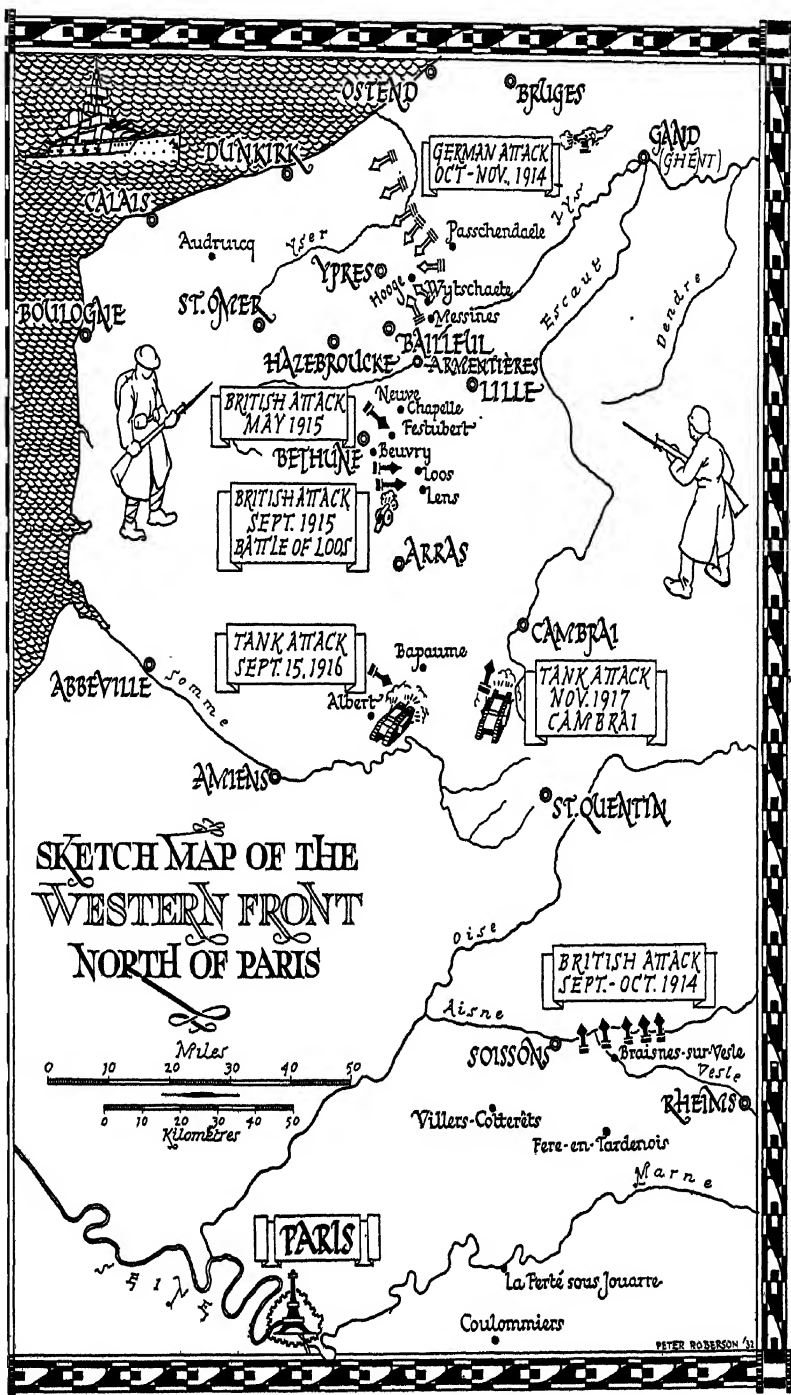 OSTEND
BRUGES
DUNKIRK
GERMAN ATTACK
OCT-NOV., 1914
GAND
(GHENT)
CALAIS
Audruicq
Yser
Passchendaele
Lys
YPRES
Hooge
Wytschaete
Messines
Escaut
Dendre
BOULOGNE
ST. OMER
HAZEBROUCKE
BAILLEUL
ARMENTIÈRES
LILLE
BRITISH ATTACK
MAY 1915
Neuve
Chapelle
Festubert
BETHUNE
Beuvry
Loos
Lens
BRITISH ATTACK
SEPT. 1915
BATTLE OF LOOS
ARRAS
TANK ATTACK
SEPT. 15, 1916
Bapaume
CAMBRAI
ABBEVILLE
Somme
Albert
TANK ATTACK
NOV. 1917
CAMBRAI
AMIENS
ST. QUENTIN
SKETCH MAP OF THE
WESTERN FRONT
NORTH OF PARIS
Oise
BRITISH ATTACK
SEPT.-OCT. 1914
Aisne
SOISSONS
Braisnes-sur-Vesle
Vesle
RHEIMS
Miles
0 10 20 30 40 50
0 10 20 30 40 50
Kilometres
Villers-Cotterêts
Fere-en-Tardenois
Marne
PARIS
SEINE
La Ferté sous Jouarre
Coulommiers
PETER ROBERSON '32